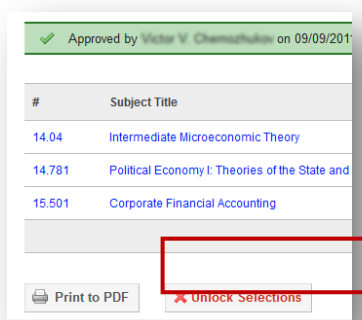 Approved by on 09/09/201
# Subject Title
14.04 Intermediate Microeconomic Theory
14.781 Political Economy I: Theories of the State and
15.501 Corporate Financial Accounting
Print to PDF Unlock Selections